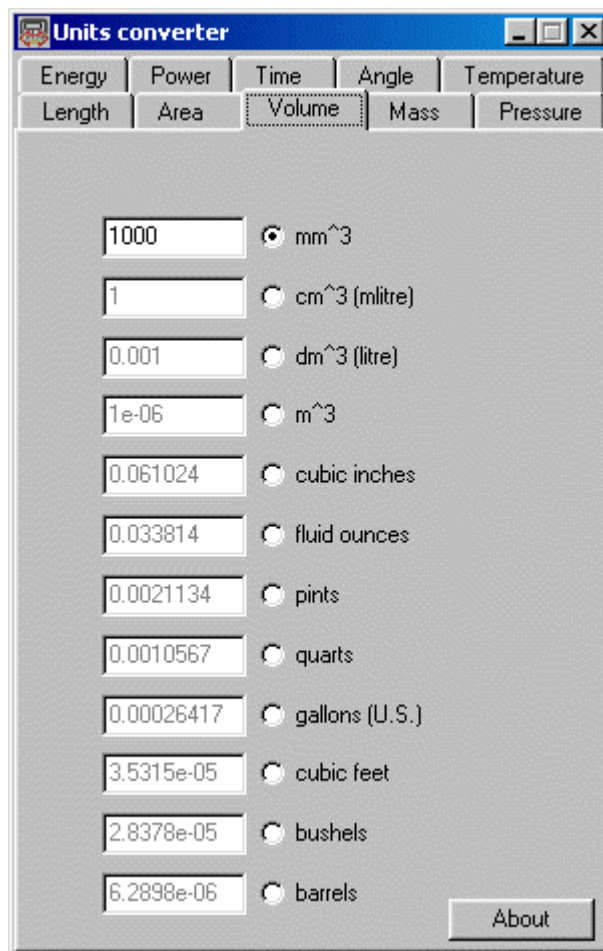 Units converter
Energy Power Time Angle Temperature
Length Area Volume Mass Pressure
1000 mm^3
1 cm^3 (mlitre)
0.001 dm^3 (litre)
1e-06 m^3
0.061024 cubic inches
0.033814 fluid ounces
0.0021134 pints
0.0010567 quarts
0.00026417 gallons (U.S.)
3.5315e-05 cubic feet
2.8378e-05 bushels
6.2898e-06 barrels
About